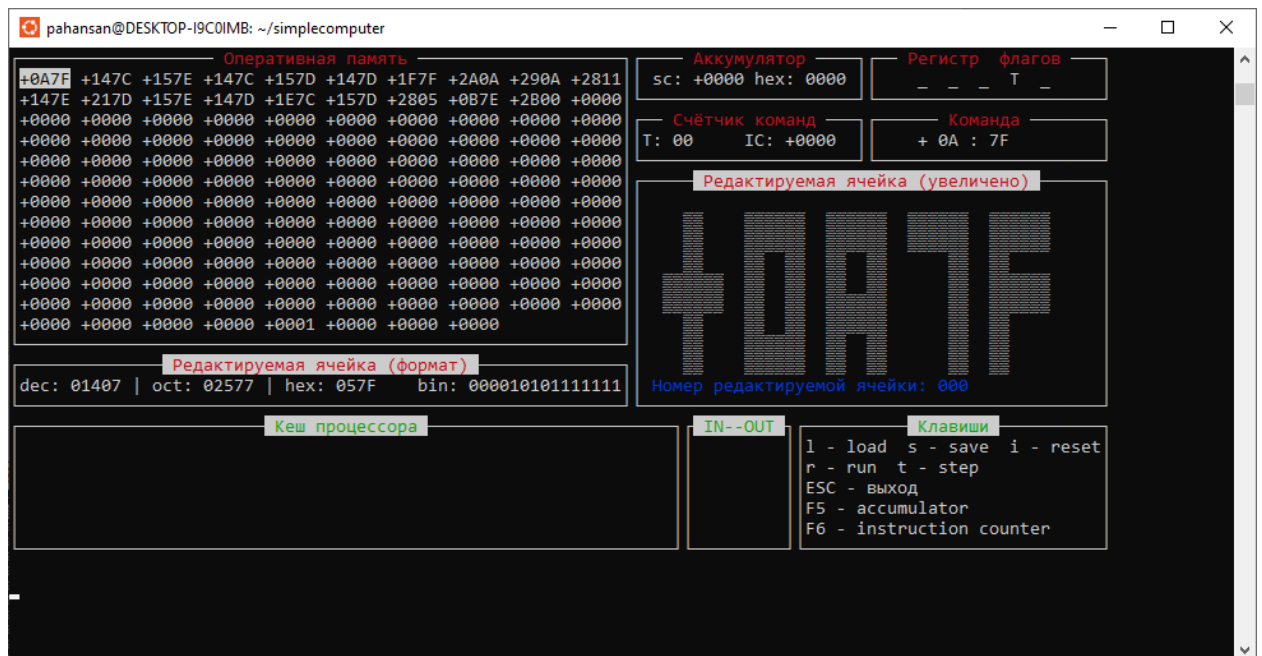 pahansan@DESKTOP-I9C0IMB: ~/simplecomputer
Оперативная память
+0A7F +147C +157E +147C +157D +147D +1F7F +2A0A +290A +2811
+147E +217D +157E +147D +1E7C +157D +2805 +0B7E +2B00 +0000
+0000 +0000 +0000 +0000 +0000 +0000 +0000 +0000 +0000 +0000
+0000 +0000 +0000 +0000 +0000 +0000 +0000 +0000 +0000 +0000
+0000 +0000 +0000 +0000 +0000 +0000 +0000 +0000 +0000 +0000
+0000 +0000 +0000 +0000 +0000 +0000 +0000 +0000 +0000 +0000
+0000 +0000 +0000 +0000 +0000 +0000 +0000 +0000 +0000 +0000
+0000 +0000 +0000 +0000 +0000 +0000 +0000 +0000 +0000 +0000
+0000 +0000 +0000 +0000 +0000 +0000 +0000 +0000 +0000 +0000
+0000 +0000 +0000 +0000 +0000 +0000 +0000 +0000 +0000 +0000
+0000 +0000 +0000 +0000 +0000 +0000 +0000 +0000 +0000 +0000
+0000 +0000 +0000 +0000 +0000 +0000 +0000 +0000 +0000 +0000
+0000 +0000 +0000 +0000 +0001 +0000 +0000 +0000
Аккумулятор
sc: +0000 hex: 0000
Регистр флагов
_ _ _ T _
Счётчик команд
T: 00 IC: +0000
Команда
+ 0A : 7F
Редактируемая ячейка (увеличено)
+0A7F
Номер редактируемой ячейки: 000
Редактируемая ячейка (формат)
dec: 01407 | oct: 02577 | hex: 057F bin: 000010101111111
Кеш процессора
IN--OUT
Клавиши
l - load s - save i - reset
r - run t - step
ESC - выход
F5 - accumulator
F6 - instruction counter